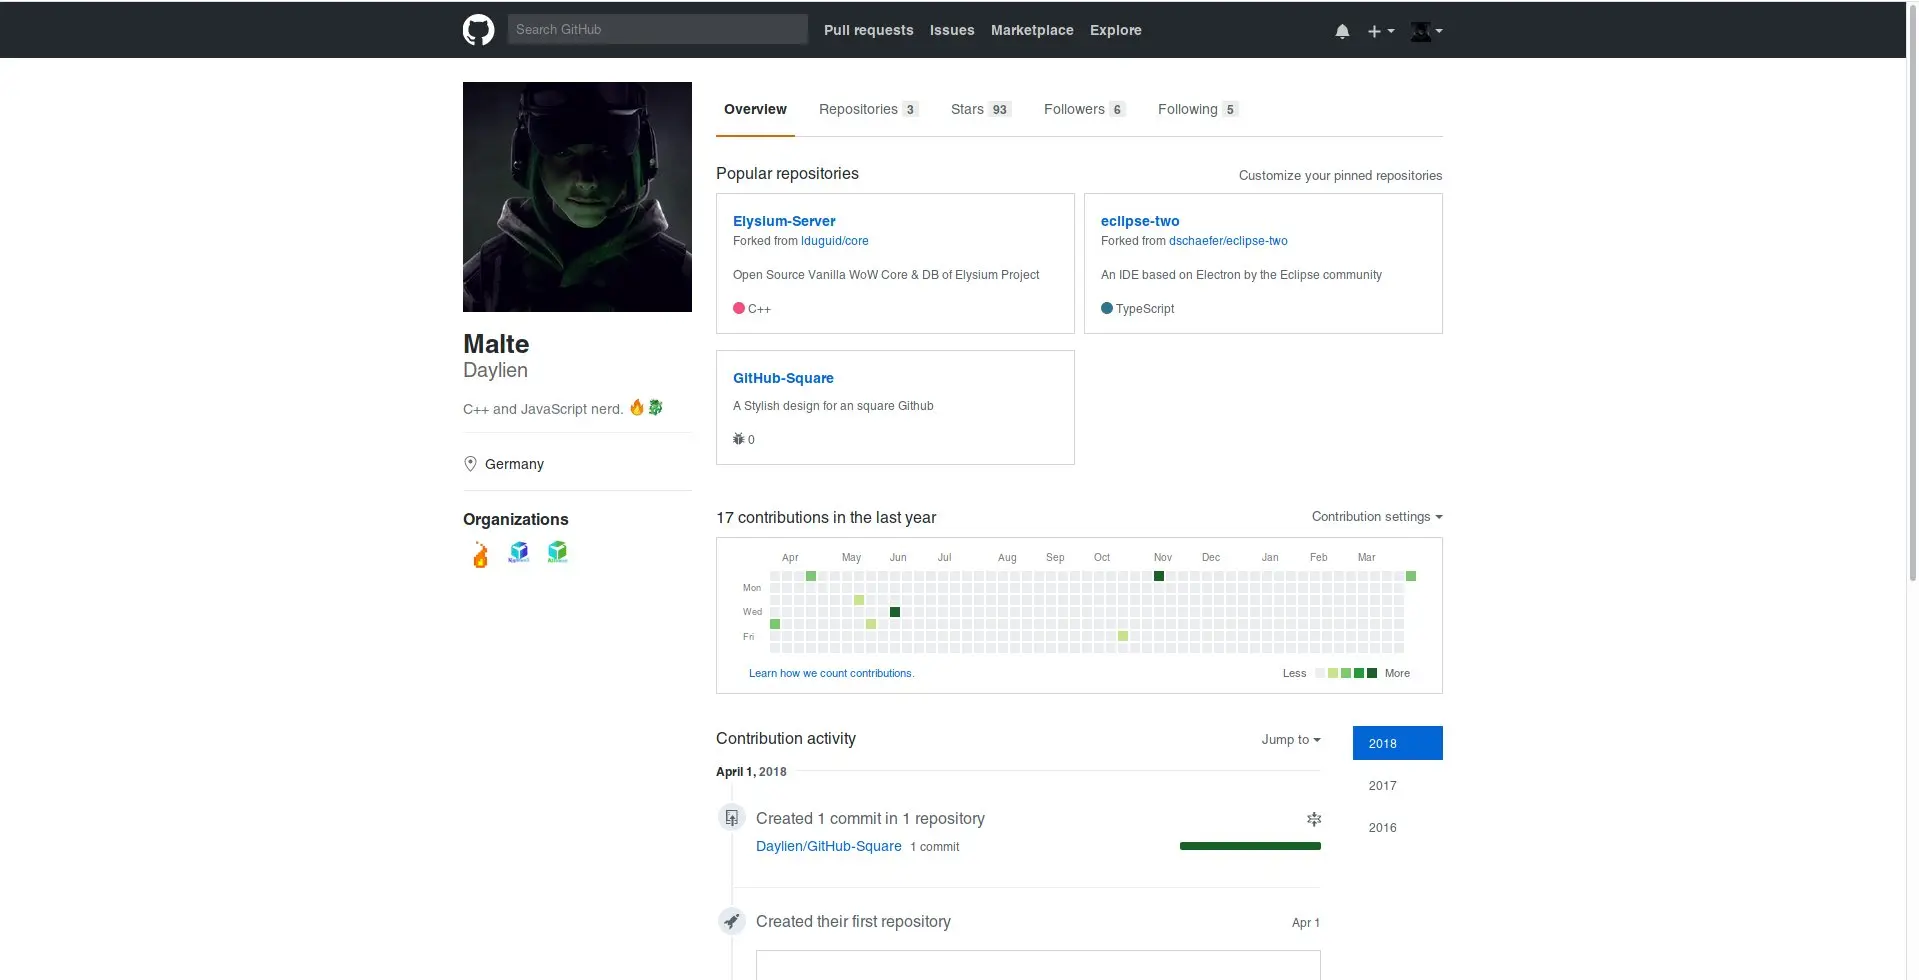 Search GitHub Pull requests Issues Marketplace Explore
Overview Repositories 3 Stars 93 Followers 6 Following 5
Popular repositories Customize your pinned repositories
Elysium-Server
Forked from lduguid/core
Open Source Vanilla WoW Core & DB of Elysium Project
C++
eclipse-two
Forked from dschaefer/eclipse-two
An IDE based on Electron by the Eclipse community
TypeScript
GitHub-Square
A Stylish design for an square Github
0
Malte
Daylien
C++ and JavaScript nerd. 🔥🐉
Germany
Organizations
17 contributions in the last year Contribution settings
Apr May Jun Jul Aug Sep Oct Nov Dec Jan Feb Mar
Mon
Wed
Fri
Learn how we count contributions. Less More
Contribution activity Jump to
2018
2017
2016
April 1, 2018
Created 1 commit in 1 repository
Daylien/GitHub-Square 1 commit
Created their first repository Apr 1